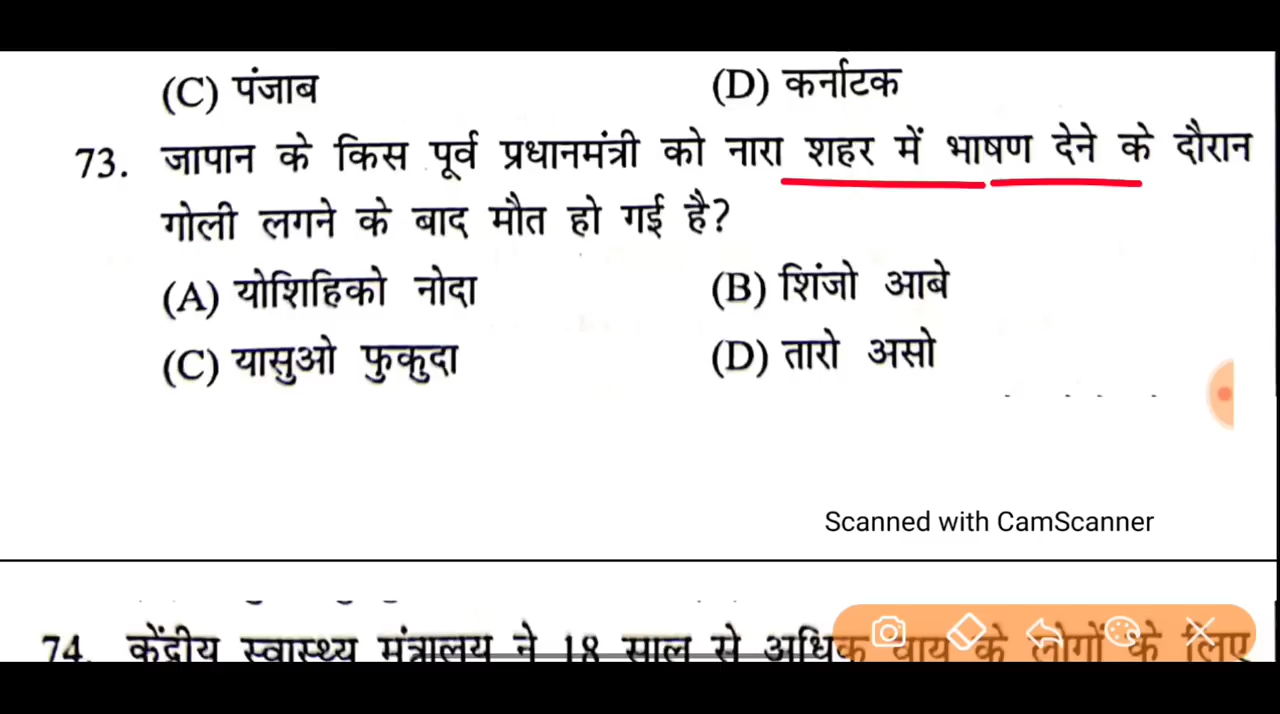 (C) पंजाब (D) कर्नाटक
73. जापान के किस पूर्व प्रधानमंत्री को नारा शहर में भाषण देने के दौरान
गोली लगने के बाद मौत हो गई है?
(A) योशिहिको नोदा (B) शिंजो आबे
(C) यासुओ फुकुदा (D) तारो असो
Scanned with CamScanner
74. केंद्रीय स्वास्थ्य मंत्रालय ने 18 साल से अधिक वायु के लोगों के लिए